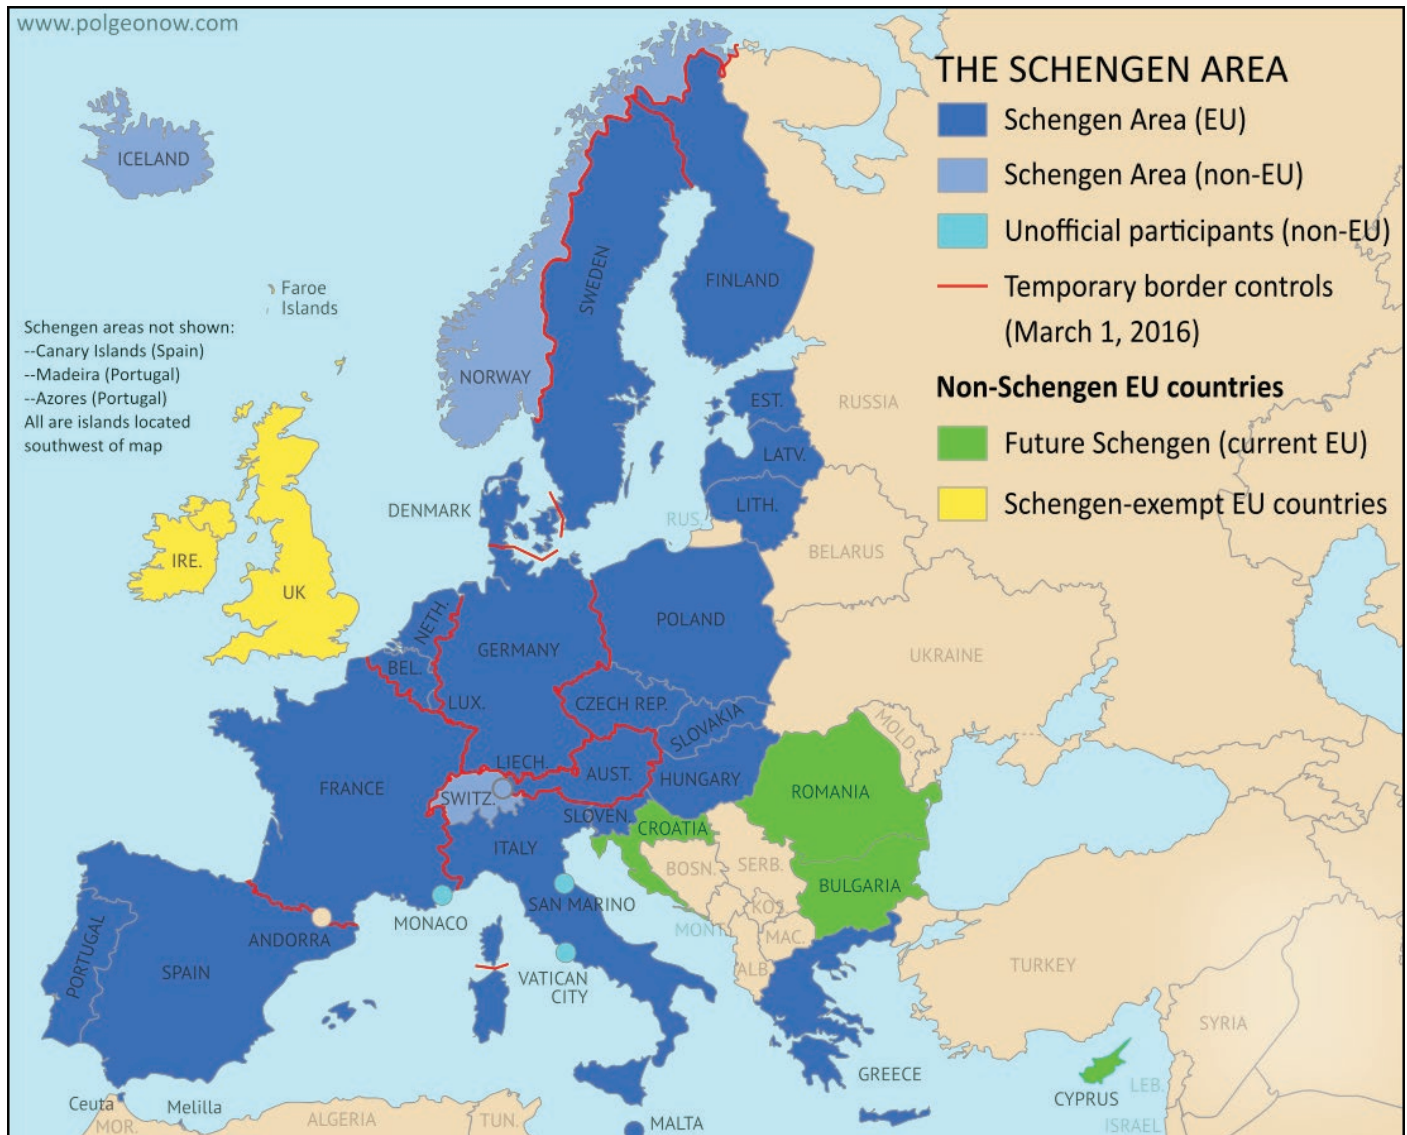 www.polgeonow.com
THE SCHENGEN AREA
Schengen Area (EU)
Schengen Area (non-EU)
Unofficial participants (non-EU)
Temporary border controls
(March 1, 2016)
Non-Schengen EU countries
Future Schengen (current EU)
Schengen-exempt EU countries
ICELAND
Faroe
Islands
Schengen areas not shown:
--Canary Islands (Spain)
--Madeira (Portugal)
--Azores (Portugal)
All are islands located
southwest of map
SWEDEN
FINLAND
NORWAY
RUSSIA
EST.
LATV.
LITH.
DENMARK
RUS.
BELARUS
IRE.
UK
NETH.
POLAND
GERMANY
UKRAINE
BEL.
LUX.
CZECH REP.
SLOVAKIA
MOLD.
LIECH.
AUST.
HUNGARY
FRANCE
SWITZ.
ROMANIA
SLOVEN.
CROATIA
ITALY
BOSN.
SERB.
BULGARIA
SAN MARINO
KOS.
MONACO
MONT.
MAC.
ANDORRA
PORTUGAL
SPAIN
VATICAN
CITY
ALB.
TURKEY
SYRIA
GREECE
CYPRUS
LEB.
Ceuta
Melilla
MOR.
ALGERIA
TUN.
MALTA
ISRAEL